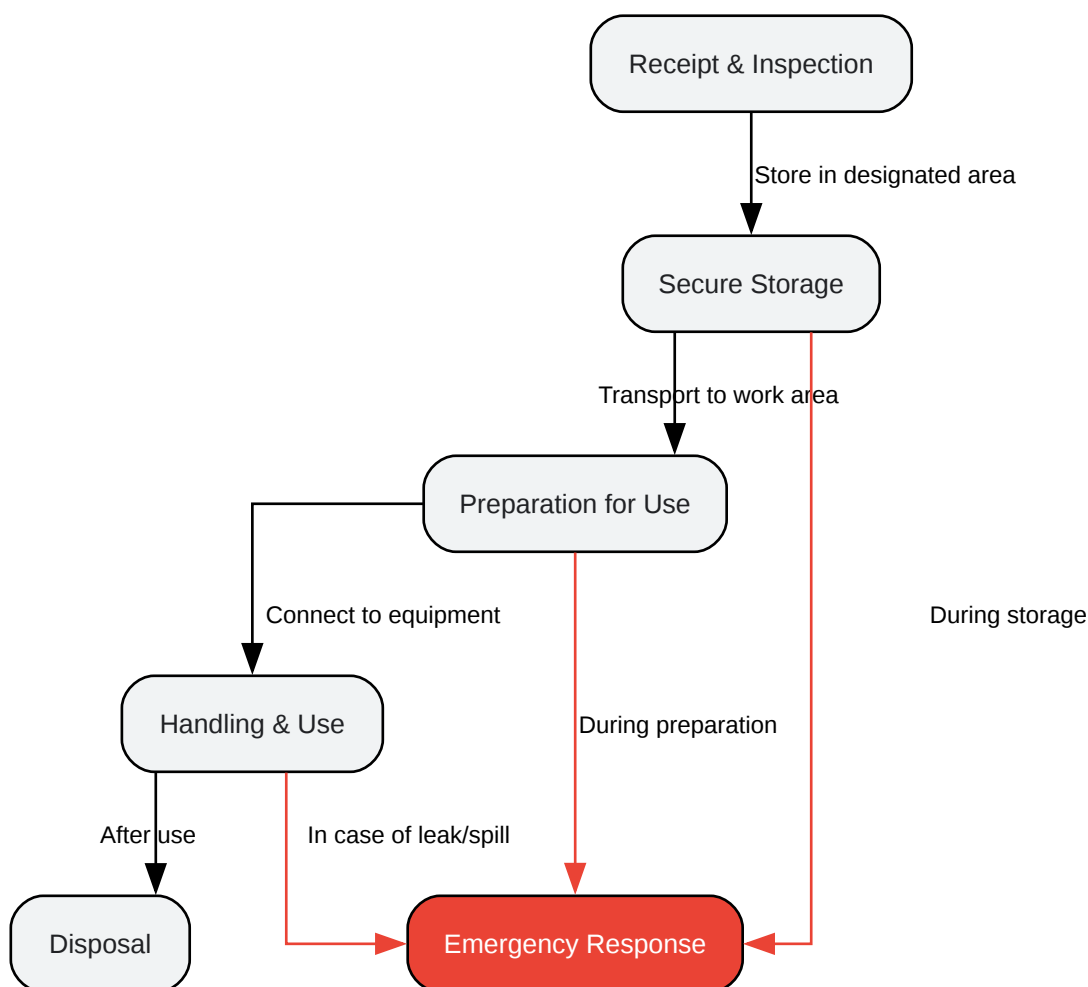 Receipt & Inspection
Store in designated area
Secure Storage
Transport to work area
Preparation for Use
Connect to equipment
During storage
Handling & Use
During preparation
After use
In case of leak/spill
Disposal
Emergency Response